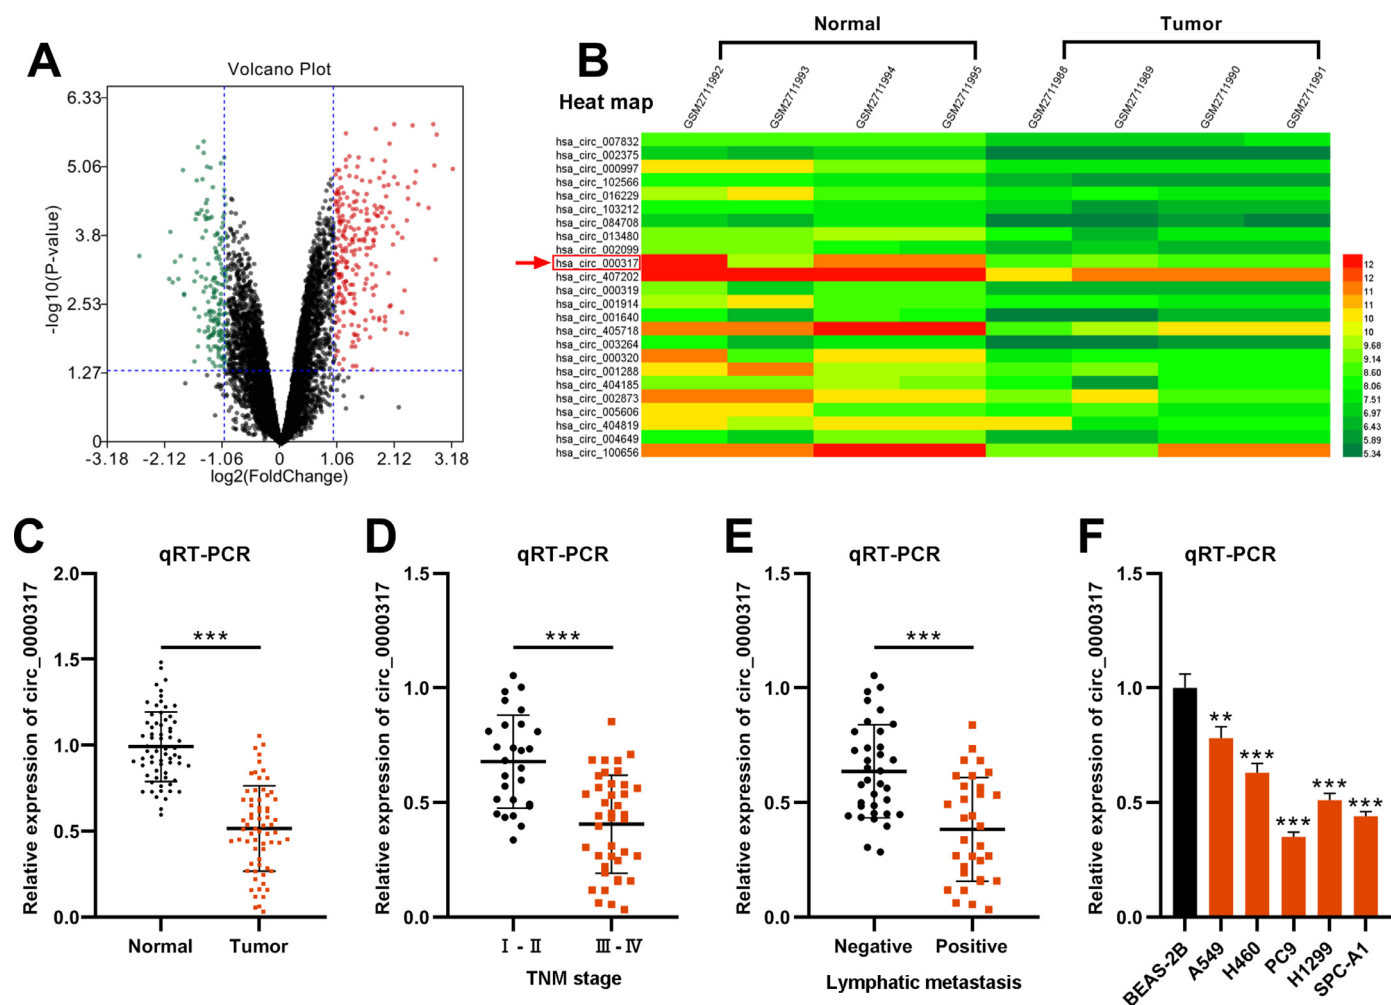 A
Volcano Plot
-log10(P-value)
6.33
5.06
3.8
2.53
1.27
0
-3.18 -2.12 -1.06 0 1.06 2.12 3.18
log2(FoldChange)
B
Normal Tumor
Heat map
GSM2711992 GSM2711993 GSM2711994 GSM2711995 GSM2711988 GSM2711989 GSM2711990 GSM2711991
hsa_circ_007832
hsa_circ_002375
hsa_circ_000997
hsa_circ_102566
hsa_circ_016229
hsa_circ_103212
hsa_circ_084708
hsa_circ_013480
hsa_circ_002099
hsa_circ_000317
hsa_circ_407202
hsa_circ_000319
hsa_circ_001914
hsa_circ_001640
hsa_circ_405718
hsa_circ_003264
hsa_circ_000320
hsa_circ_001288
hsa_circ_404185
hsa_circ_002873
hsa_circ_005606
hsa_circ_404819
hsa_circ_004649
hsa_circ_100656
12
12
11
11
10
10
9.68
9.14
8.60
8.06
7.51
6.97
6.43
5.89
5.34
C
qRT-PCR
Relative expression of circ_0000317
2.0
1.5
1.0
0.5
0.0
***
Normal Tumor
D
qRT-PCR
Relative expression of circ_0000317
1.5
1.0
0.5
0.0
***
Ⅰ - Ⅱ Ⅲ - Ⅳ
TNM stage
E
qRT-PCR
Relative expression of circ_0000317
1.5
1.0
0.5
0.0
***
Negative Positive
Lymphatic metastasis
F
qRT-PCR
Relative expression of circ_0000317
1.5
1.0
0.5
0.0
** *** *** *** ***
BEAS-2B A549 H460 PC9 H1299 SPC-A1